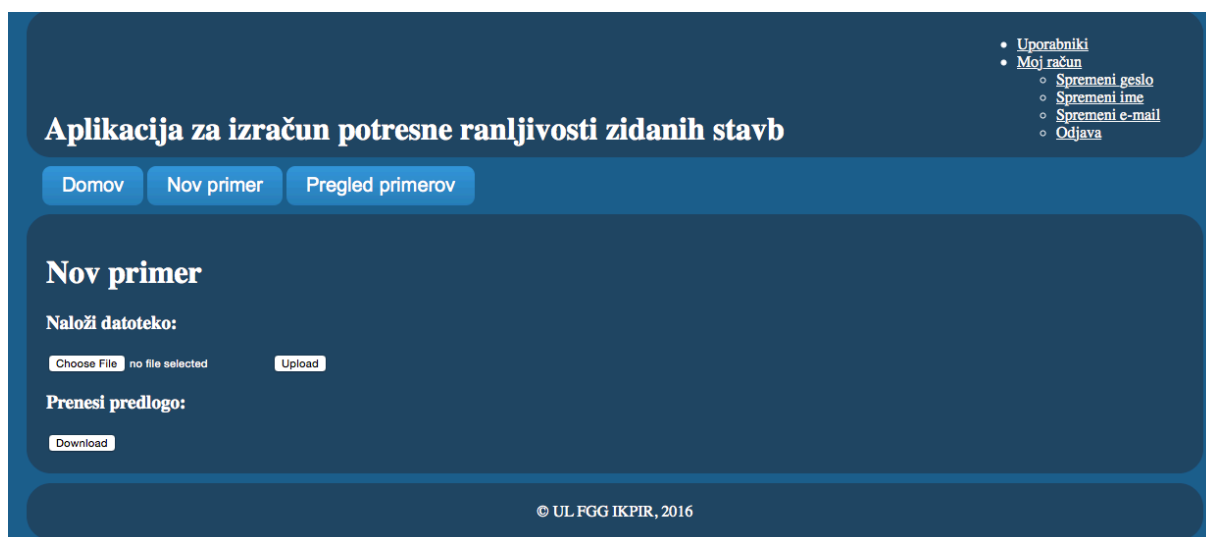 Uporabniki
Moj račun
Spremeni geslo
Spremeni ime
Spremeni e-mail
Odjava
Aplikacija za izračun potresne ranljivosti zidanih stavb
Domov Nov primer Pregled primerov
Nov primer
Naloži datoteko:
Choose File no file selected Upload
Prenesi predlogo:
Download
© UL FGG IKPIR, 2016